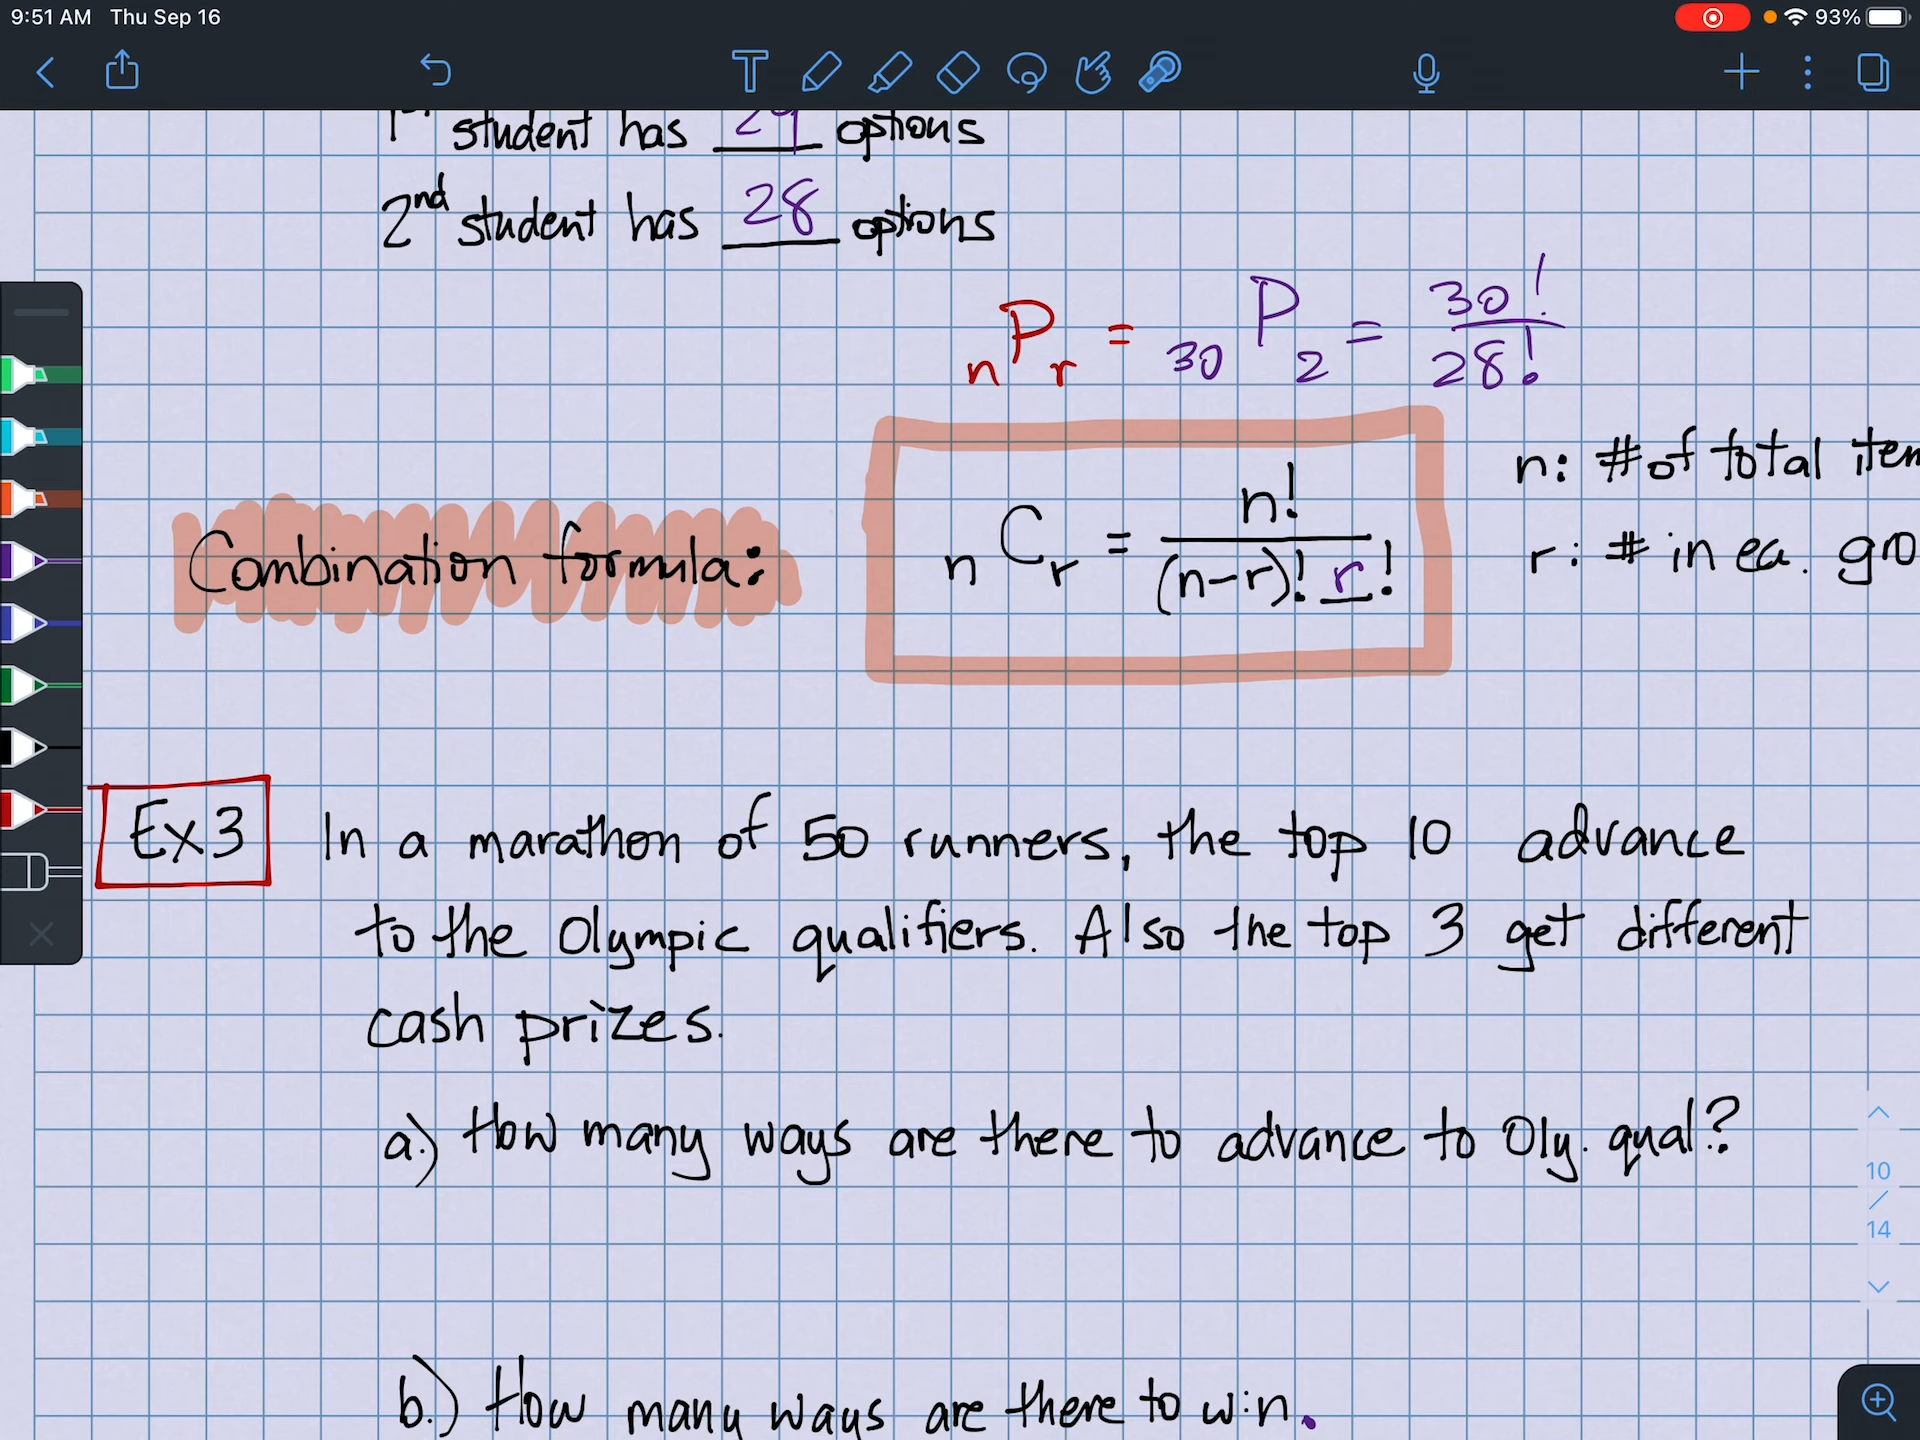 9:51 AM Thu Sep 16
93%
student has 29 options
2nd student has 28 options
nPr = 30P2 = 30!/28!
Combination formula:
nCr = n!/(n-r)! r!
n: # of total item
r: # in ea. gro
Ex 3 In a marathon of 50 runners, the top 10 advance
to the Olympic qualifiers. Also the top 3 get different
cash prizes.
a.) How many ways are there to advance to Oly. qual?
10
/
14
b.) How many ways are there to win.